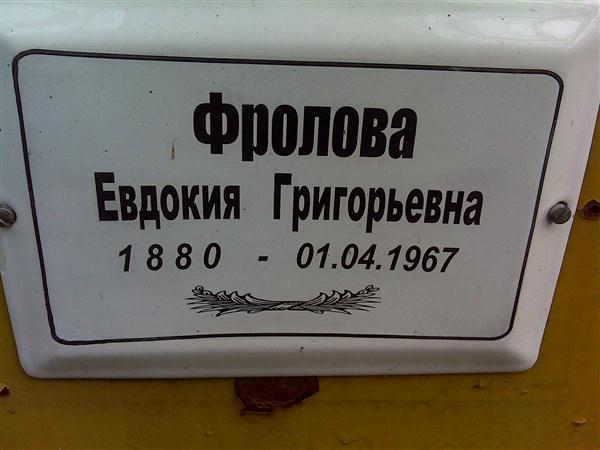 Фролова
Евдокия Григорьевна
1880 - 01.04.1967